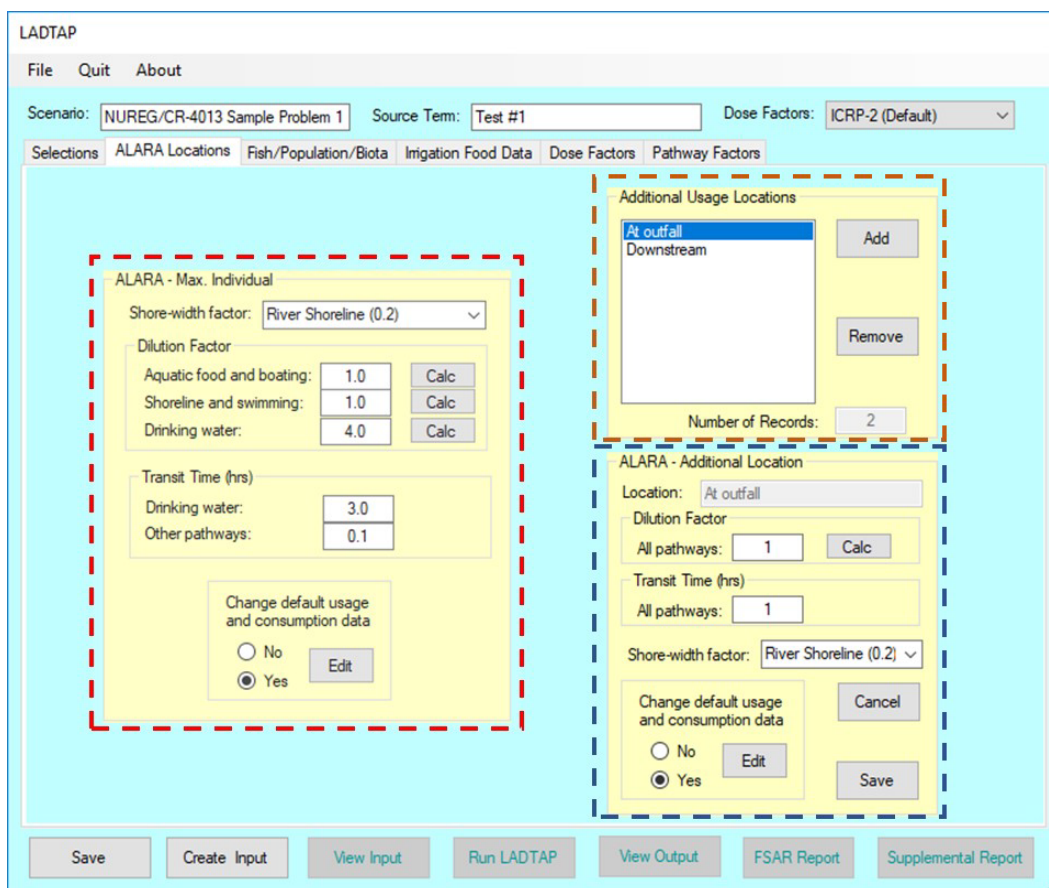 LADTAP
File Quit About
Scenario: NUREG/CR-4013 Sample Problem 1 Source Term: Test #1 Dose Factors: ICRP-2 (Default)
Selections ALARA Locations Fish/Population/Biota Irrigation Food Data Dose Factors Pathway Factors
ALARA - Max. Individual
Shore-width factor: River Shoreline (0.2)
Dilution Factor
Aquatic food and boating: 1.0 Calc
Shoreline and swimming: 1.0 Calc
Drinking water: 4.0 Calc
Transit Time (hrs)
Drinking water: 3.0
Other pathways: 0.1
Change default usage
and consumption data
No
Yes
Edit
Additional Usage Locations
At outfall
Downstream
Add
Remove
Number of Records: 2
ALARA - Additional Location
Location: At outfall
Dilution Factor
All pathways: 1 Calc
Transit Time (hrs)
All pathways: 1
Shore-width factor: River Shoreline (0.2)
Change default usage
and consumption data
No
Yes
Edit
Cancel
Save
Save Create Input View Input Run LADTAP View Output FSAR Report Supplemental Report